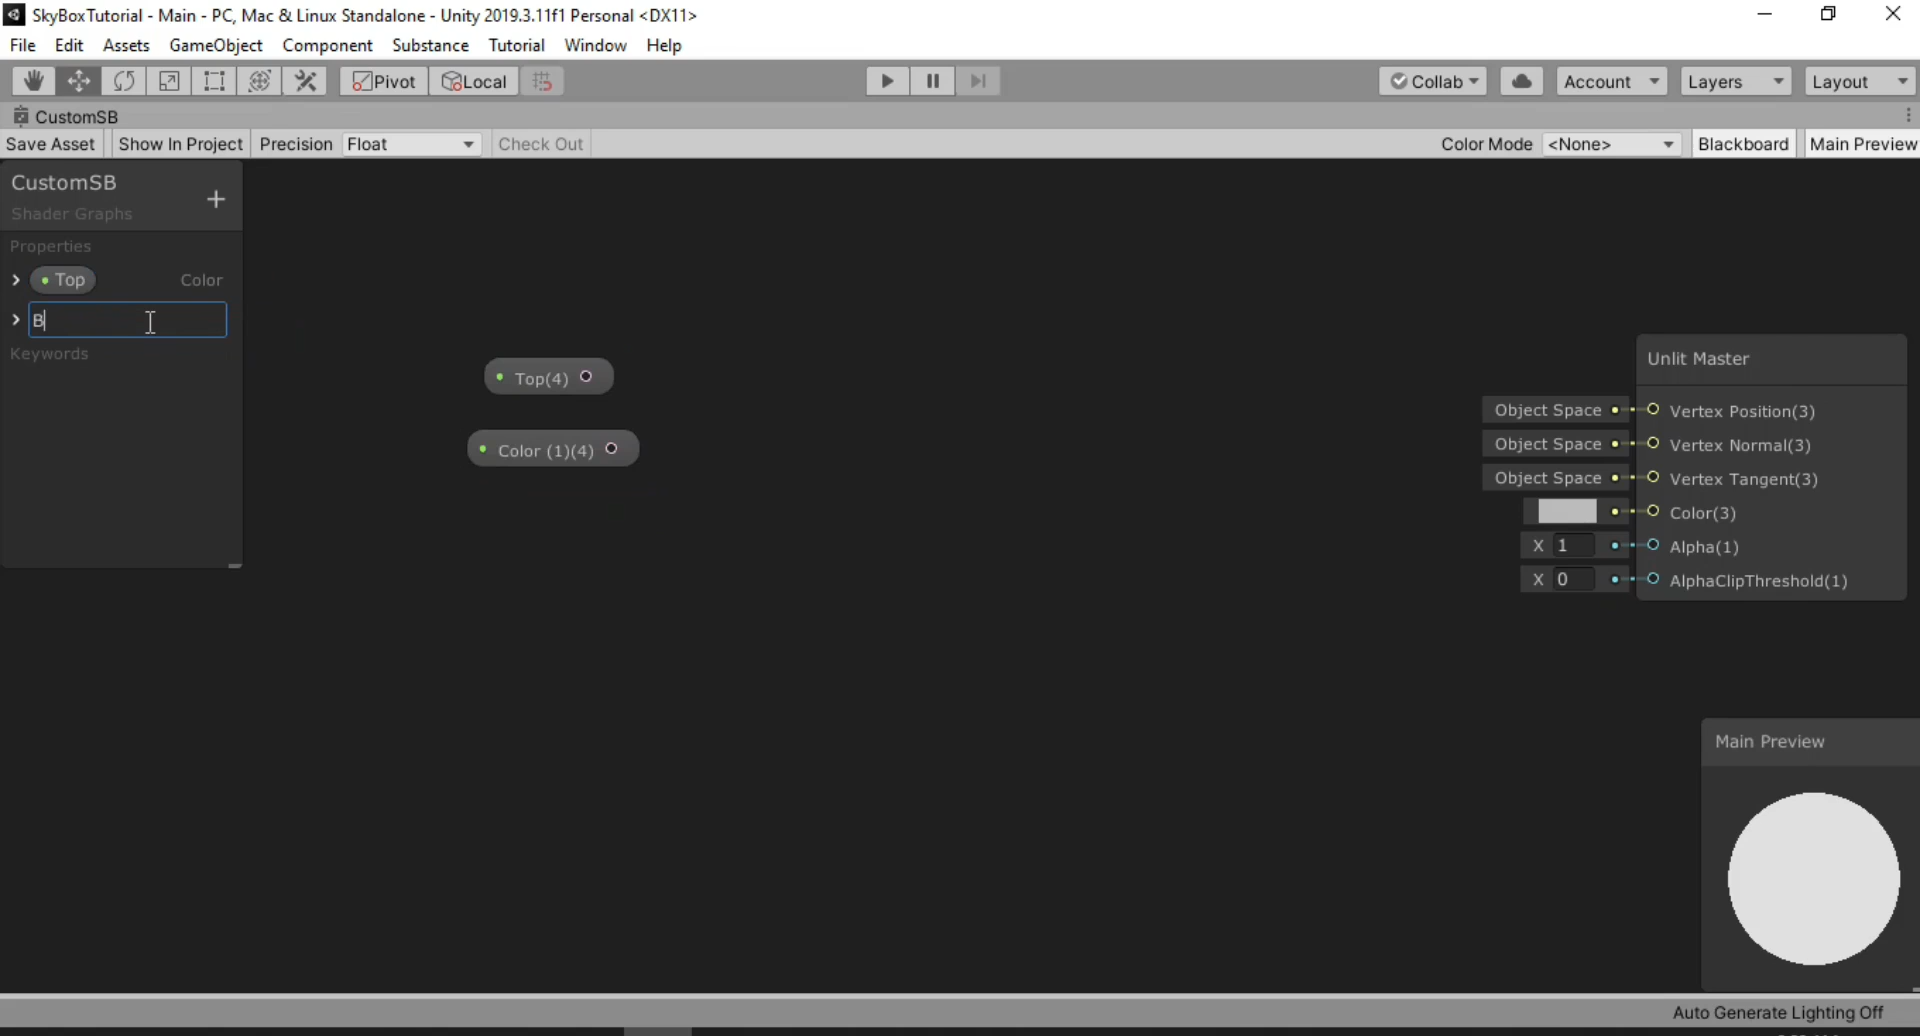 SkyBoxTutorial - Main - PC, Mac & Linux Standalone - Unity 2019.3.11f1 Personal <DX11>
File Edit Assets GameObject Component Substance Tutorial Window Help
Pivot Local Collab Account Layers Layout
CustomSB
Save Asset Show In Project Precision Float Check Out Color Mode <None> Blackboard Main Preview
CustomSB
Shader Graphs
Properties
Top Color
B
Keywords
Top(4)
Color (1)(4)
Unlit Master
Object Space Vertex Position(3)
Object Space Vertex Normal(3)
Object Space Vertex Tangent(3)
Color(3)
X 1 Alpha(1)
X 0 AlphaClipThreshold(1)
Main Preview
Auto Generate Lighting Off